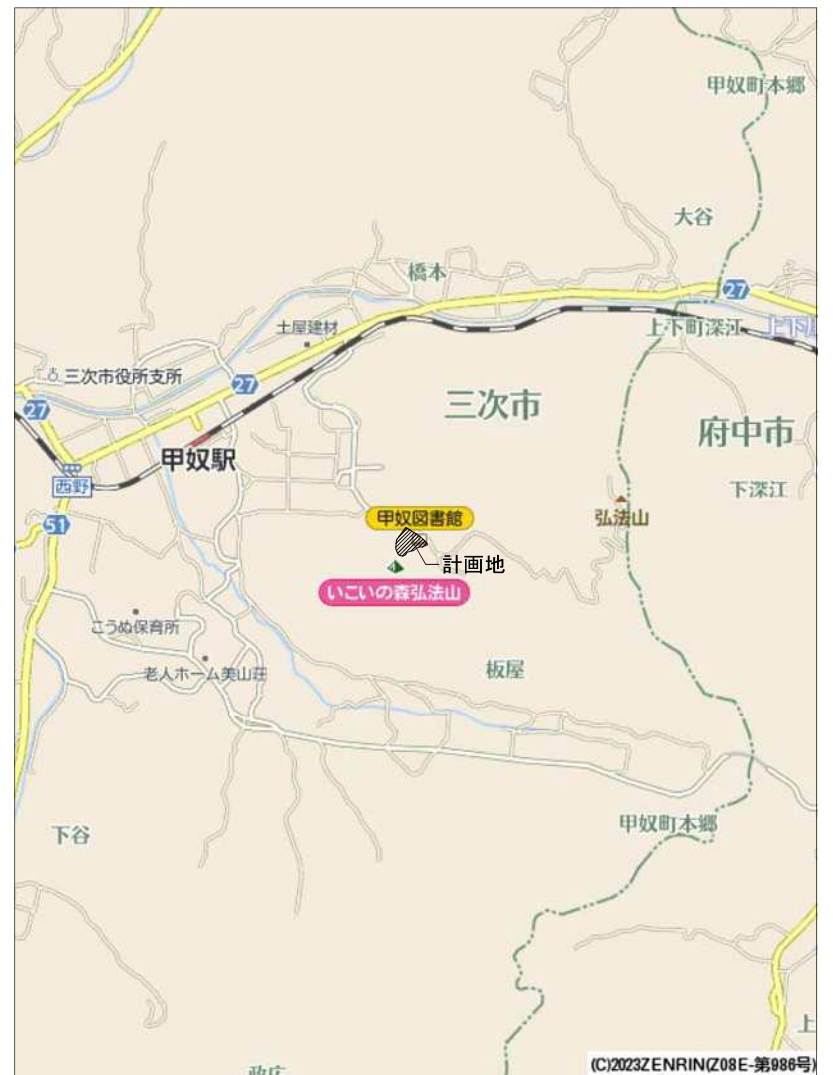 甲奴町本郷
大谷
橋本
27
上下町深江
土屋建材
三次市役所支所
27
27
三次市
府中市
甲奴駅
西野
下深江
弘法山
甲奴図書館
51
計画地
いこいの森弘法山
こうぬ保育所
老人ホーム美山荘
板屋
甲奴町本郷
下谷
上
(C)2023ZENRIN(Z08E-第986号)